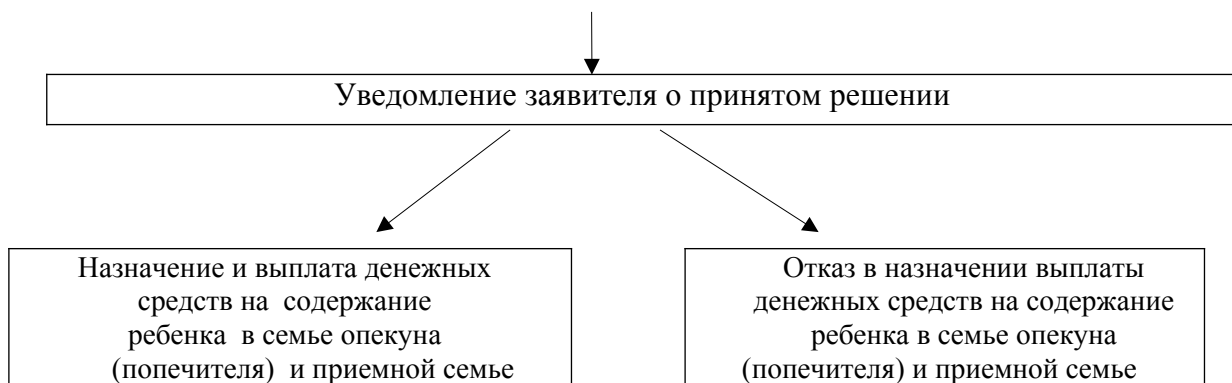 Уведомление заявителя о принятом решении
Назначение и выплата денежных
средств на содержание
ребенка в семье опекуна
(попечителя) и приемной семье
Отказ в назначении выплаты
денежных средств на содержание
ребенка в семье опекуна
(попечителя) и приемной семье